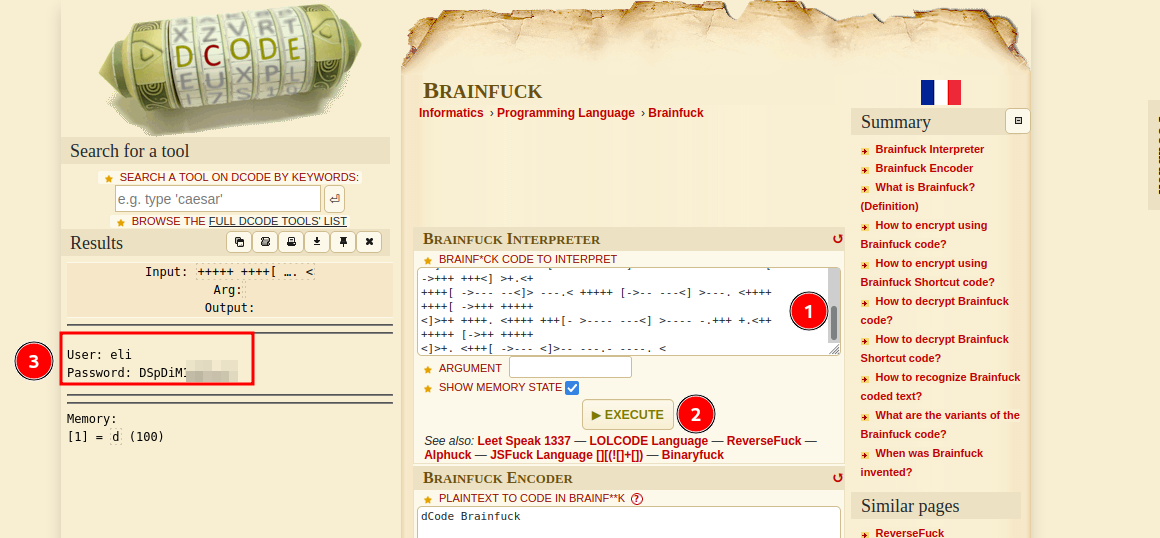 X Z V R T
D C O D E
E U X P L
Search for a tool
SEARCH A TOOL ON DCODE BY KEYWORDS:
e.g. type 'caesar'
BROWSE THE FULL DCODE TOOLS' LIST
Results
Input: +++++ ++++[ …. <
Arg:
Output:
3
User: eli
Password: DSpDiM
Memory:
[1] = d (100)
BRAINFUCK
Informatics › Programming Language › Brainfuck
BRAINFUCK INTERPRETER
BRAINF*CK CODE TO INTERPRET
->+++ +++<] >+.<+
++++[ ->--- --<]> ---.< +++++ [->-- ---<] >---. <++++
++++[ ->+++ +++++
<]>++ ++++. <++++ +++[- >---- ---<] >---- -.+++ +.<++
+++++ [->++ +++++
<]>+. <+++[ ->--- <]>-- ---.- ----. <
1
ARGUMENT
SHOW MEMORY STATE
▶ EXECUTE
2
See also: Leet Speak 1337 — LOLCODE Language — ReverseFuck —
Alphuck — JSFuck Language [][(![]+[]) — Binaryfuck
BRAINFUCK ENCODER
PLAINTEXT TO CODE IN BRAINF**K ?
dCode Brainfuck
Summary
Brainfuck Interpreter
Brainfuck Encoder
What is Brainfuck?
(Definition)
How to encrypt using
Brainfuck code?
How to encrypt using
Brainfuck Shortcut code?
How to decrypt Brainfuck
code?
How to decrypt Brainfuck
Shortcut code?
How to recognize Brainfuck
coded text?
What are the variants of the
Brainfuck code?
When was Brainfuck
invented?
Similar pages
ReverseFuck